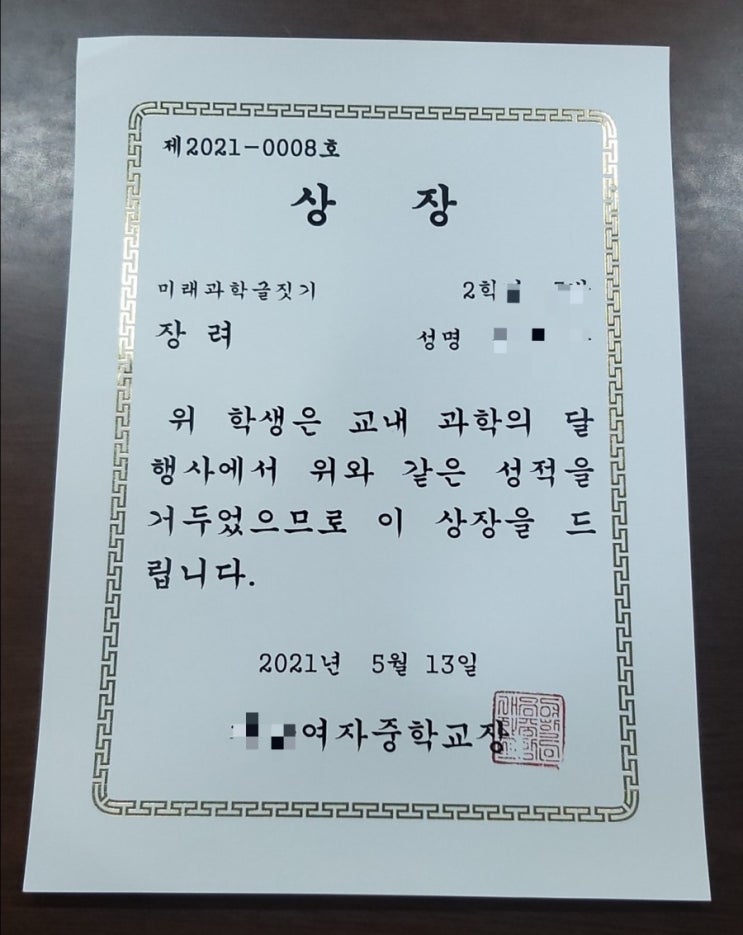 제2021-0008호
상 장
미래과학글짓기 2학
장 려 성명
위 학생은 교내 과학의 달
행사에서 위와 같은 성적을
거두었으므로 이 상장을 드
립니다.
2021년 5월 13일
여자중학교장